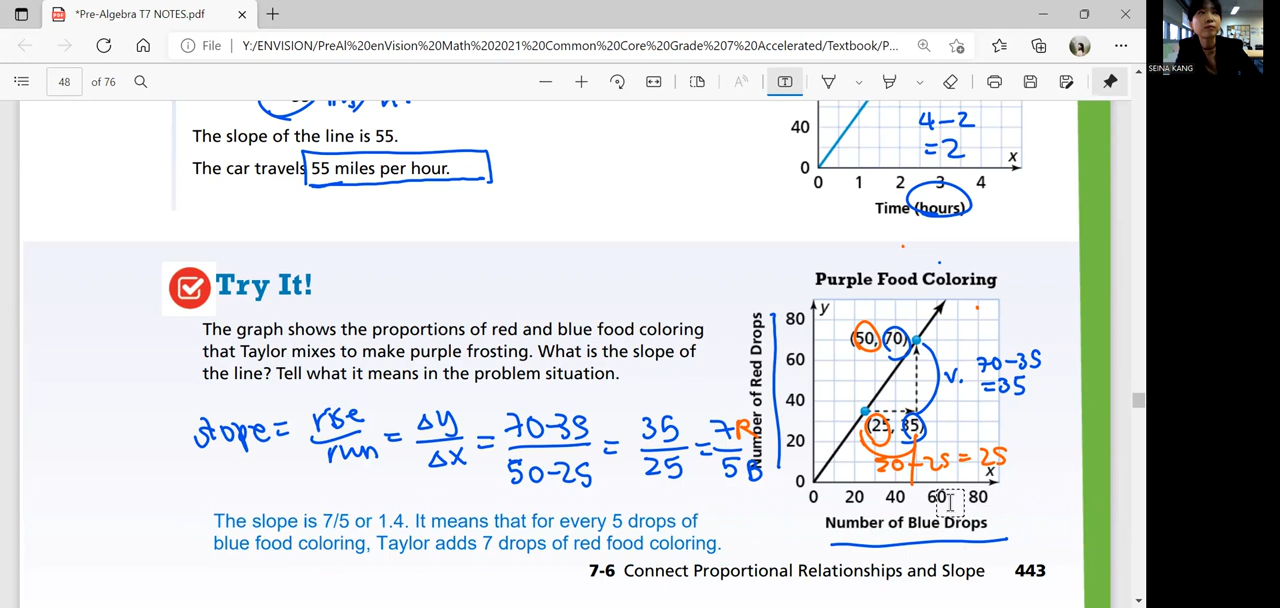 *Pre-Algebra T7 NOTES.pdf
File Y:/ENVISION/PreAl%20enVision%20Math%202021%20Common%20Core%20Grade%207%20Accelerated/Textbook/P...
SEINA KANG
48 of 76
The slope of the line is 55.
The car travels 55 miles per hour.
40
0
4-2
=2
x
0 1 2 3 4
Time (hours)
Try It!
The graph shows the proportions of red and blue food coloring
that Taylor mixes to make purple frosting. What is the slope of
the line? Tell what it means in the problem situation.
slope = rise/run = Δy/Δx = 70-35/50-25 = 35/25 = 7R/5B
The slope is 7/5 or 1.4. It means that for every 5 drops of
blue food coloring, Taylor adds 7 drops of red food coloring.
Purple Food Coloring
Number of Red Drops
y
80
60
40
20
0
(50, 70)
(25, 35)
v. 70-35
=35
50-25=25
x
0 20 40 60 80
Number of Blue Drops
7-6 Connect Proportional Relationships and Slope 443